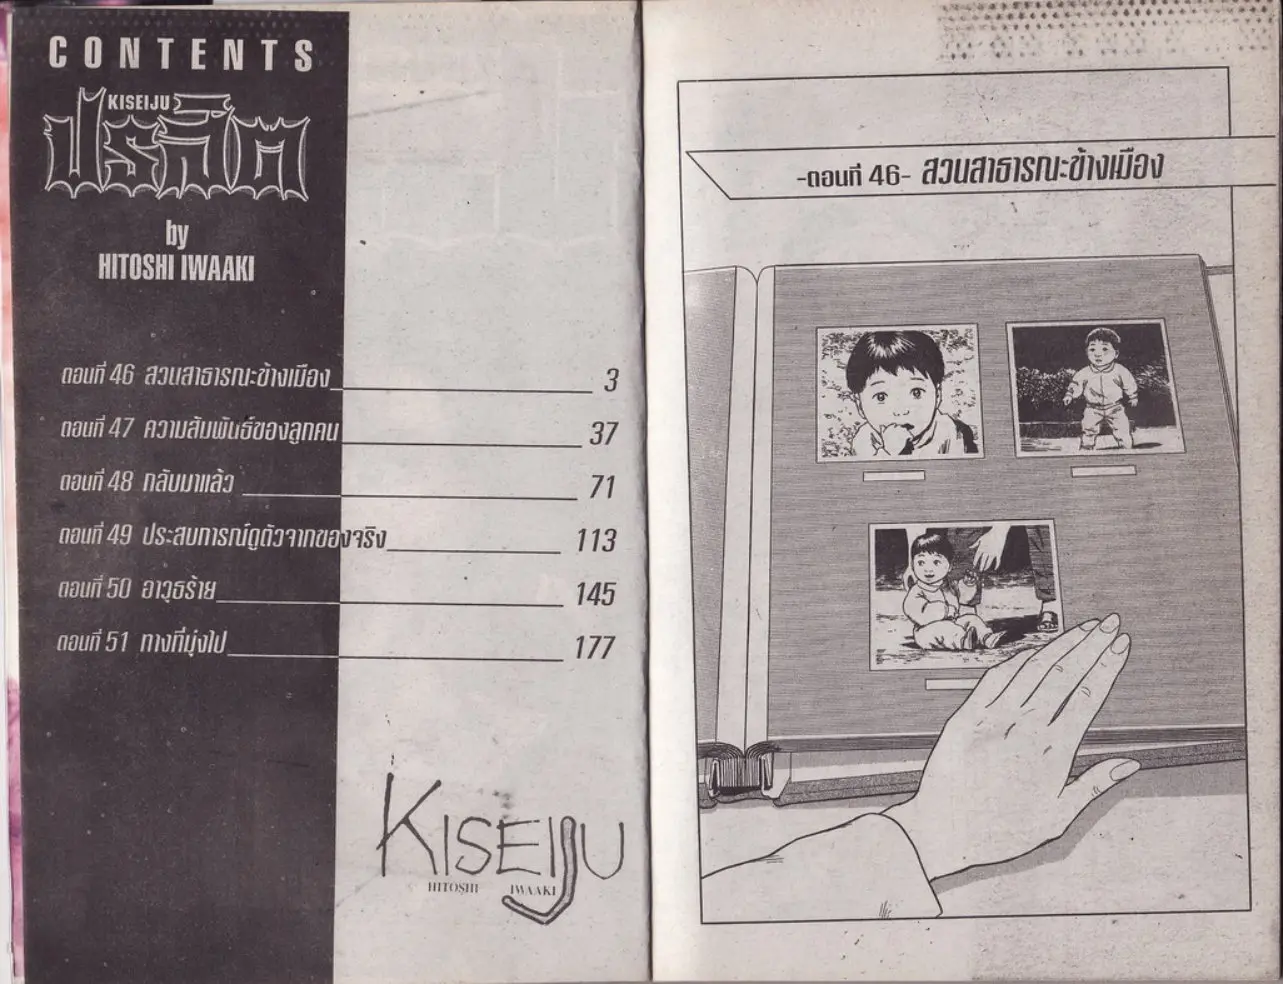 CONTENTS
KISEIJU
ปรสิต
by
HITOSHI IWAAKI
ตอนที่ 46 สวนสาธารณะข้างเมือง 3
ตอนที่ 47 ความสัมพันธ์ของลูกคน 37
ตอนที่ 48 กลับมาแล้ว 71
ตอนที่ 49 ประสบการณ์ดูตัวจากของจริง 113
ตอนที่ 50 อาวุธร้าย 145
ตอนที่ 51 ทางที่มุ่งไป 177
KISEIJU
HITOSHI IWAAKI
-ตอนที่ 46- สวนสาธารณะข้างเมือง